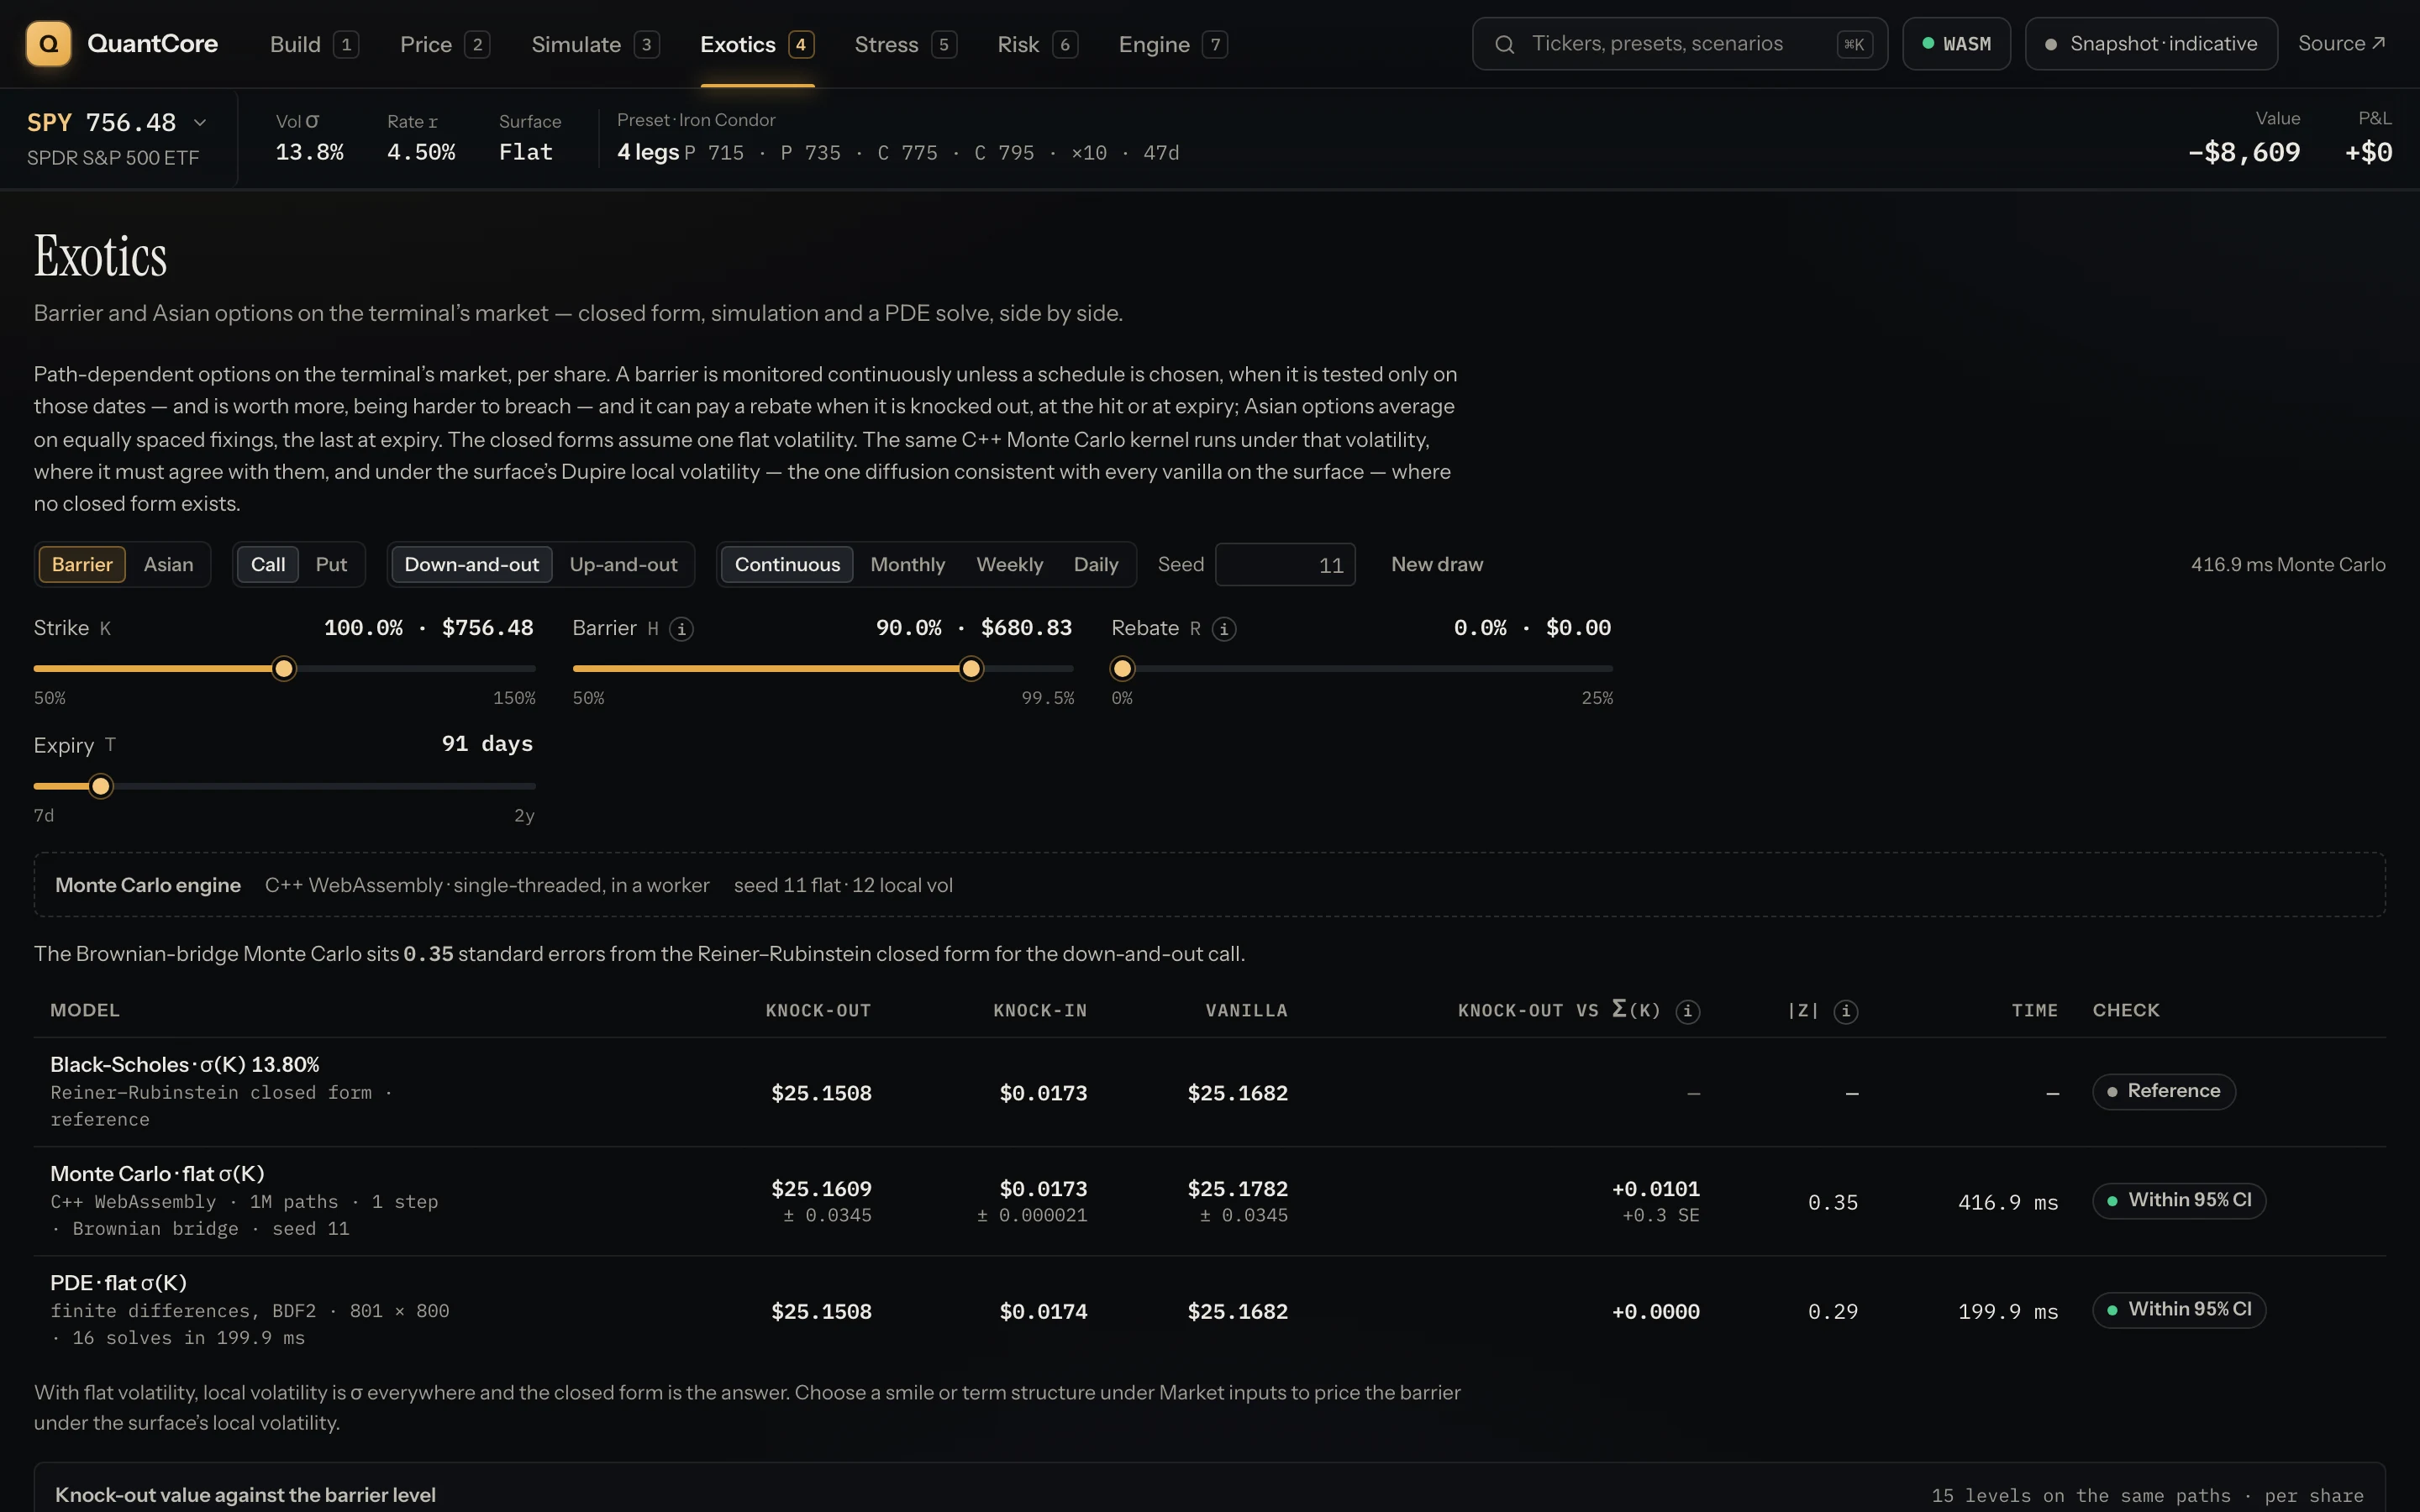 Q QuantCore Build 1 Price 2 Simulate 3 Exotics 4 Stress 5 Risk 6 Engine 7 Tickers, presets, scenarios ⌘K WASM Snapshot · indicative Source ↗
SPY 756.48
SPDR S&P 500 ETF
Vol σ
13.8%
Rate r
4.50%
Surface
Flat
Preset · Iron Condor
4 legs P 715 · P 735 · C 775 · C 795 · ×10 · 47d
Value
−$8,609
P&L
+$0
Exotics
Barrier and Asian options on the terminal’s market — closed form, simulation and a PDE solve, side by side.
Path-dependent options on the terminal’s market, per share. A barrier is monitored continuously unless a schedule is chosen, when it is tested only on
those dates — and is worth more, being harder to breach — and it can pay a rebate when it is knocked out, at the hit or at expiry; Asian options average
on equally spaced fixings, the last at expiry. The closed forms assume one flat volatility. The same C++ Monte Carlo kernel runs under that volatility,
where it must agree with them, and under the surface’s Dupire local volatility — the one diffusion consistent with every vanilla on the surface — where
no closed form exists.
Barrier Asian Call Put Down-and-out Up-and-out Continuous Monthly Weekly Daily Seed 11 New draw 416.9 ms Monte Carlo
Strike K 100.0% · $756.48
50% 150%
Barrier H i 90.0% · $680.83
50% 99.5%
Rebate R i 0.0% · $0.00
0% 25%
Expiry T 91 days
7d 2y
Monte Carlo engine C++ WebAssembly · single-threaded, in a worker seed 11 flat · 12 local vol
The Brownian-bridge Monte Carlo sits 0.35 standard errors from the Reiner–Rubinstein closed form for the down-and-out call.
MODEL KNOCK-OUT KNOCK-IN VANILLA KNOCK-OUT VS Σ(K) i |Z| i TIME CHECK
Black-Scholes · σ(K) 13.80%
Reiner–Rubinstein closed form ·
reference
$25.1508 $0.0173 $25.1682 — — — Reference
Monte Carlo · flat σ(K)
C++ WebAssembly · 1M paths · 1 step
· Brownian bridge · seed 11
$25.1609 $0.0173 $25.1782 +0.0101 0.35 416.9 ms Within 95% CI
± 0.0345 ± 0.000021 ± 0.0345 +0.3 SE
PDE · flat σ(K)
finite differences, BDF2 · 801 × 800
· 16 solves in 199.9 ms
$25.1508 $0.0174 $25.1682 +0.0000 0.29 199.9 ms Within 95% CI
With flat volatility, local volatility is σ everywhere and the closed form is the answer. Choose a smile or term structure under Market inputs to price the barrier
under the surface’s local volatility.
Knock-out value against the barrier level 15 levels on the same paths · per share